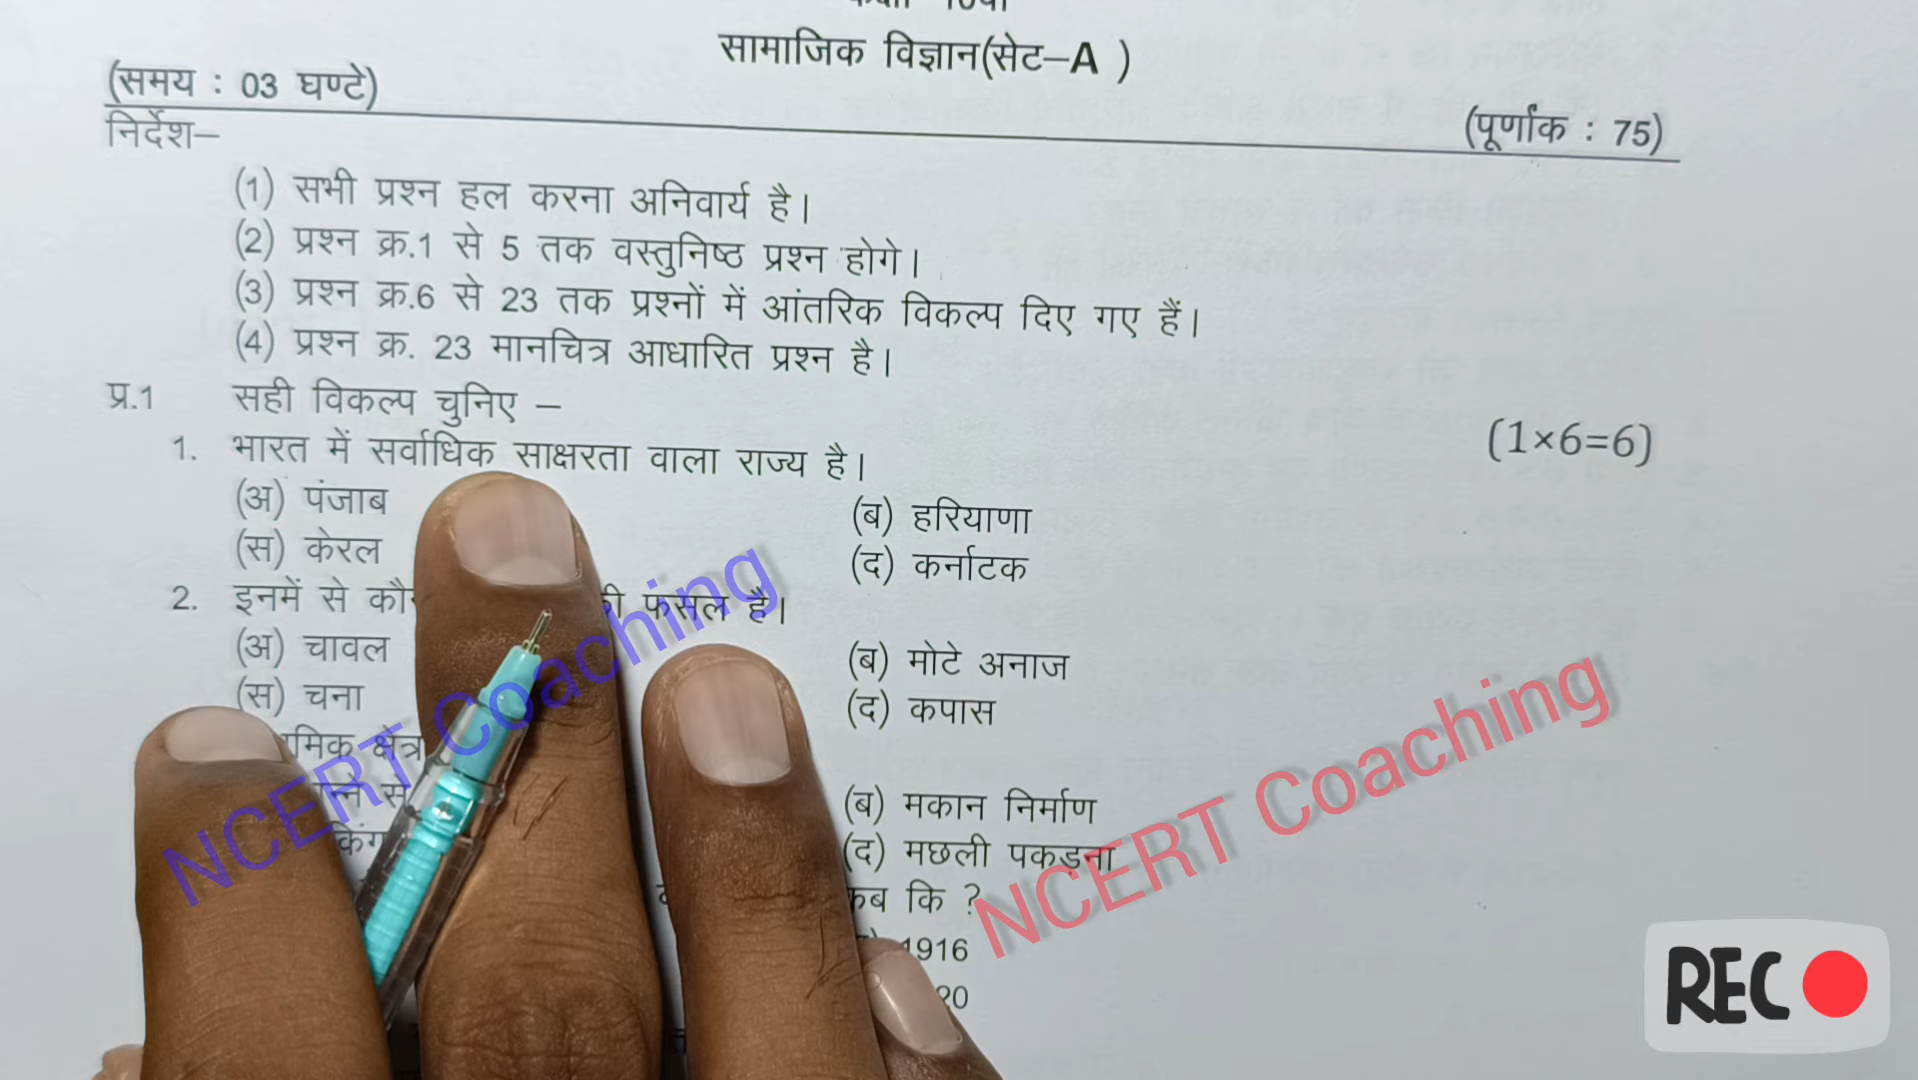 सामाजिक विज्ञान(सेट–A )
(समय : 03 घण्टे)
(पूर्णांक : 75)
निर्देश–
(1) सभी प्रश्न हल करना अनिवार्य है।
(2) प्रश्न क्र.1 से 5 तक वस्तुनिष्ठ प्रश्न होगे।
(3) प्रश्न क्र.6 से 23 तक प्रश्नों में आंतरिक विकल्प दिए गए हैं।
(4) प्रश्न क्र. 23 मानचित्र आधारित प्रश्न है।
प्र.1 सही विकल्प चुनिए – (1×6=6)
1. भारत में सर्वाधिक साक्षरता वाला राज्य है।
(अ) पंजाब (ब) हरियाणा
(स) केरल (द) कर्नाटक
2. इनमें से फसल है।
(अ) चावल (ब) मोटे अनाज
(स) चना (द) कपास
क्षेत्र
से (ब) मकान निर्माण
(द) मछली पकड़ना
कब कि ?
1916
NCERT Coaching
NCERT Coaching
REC